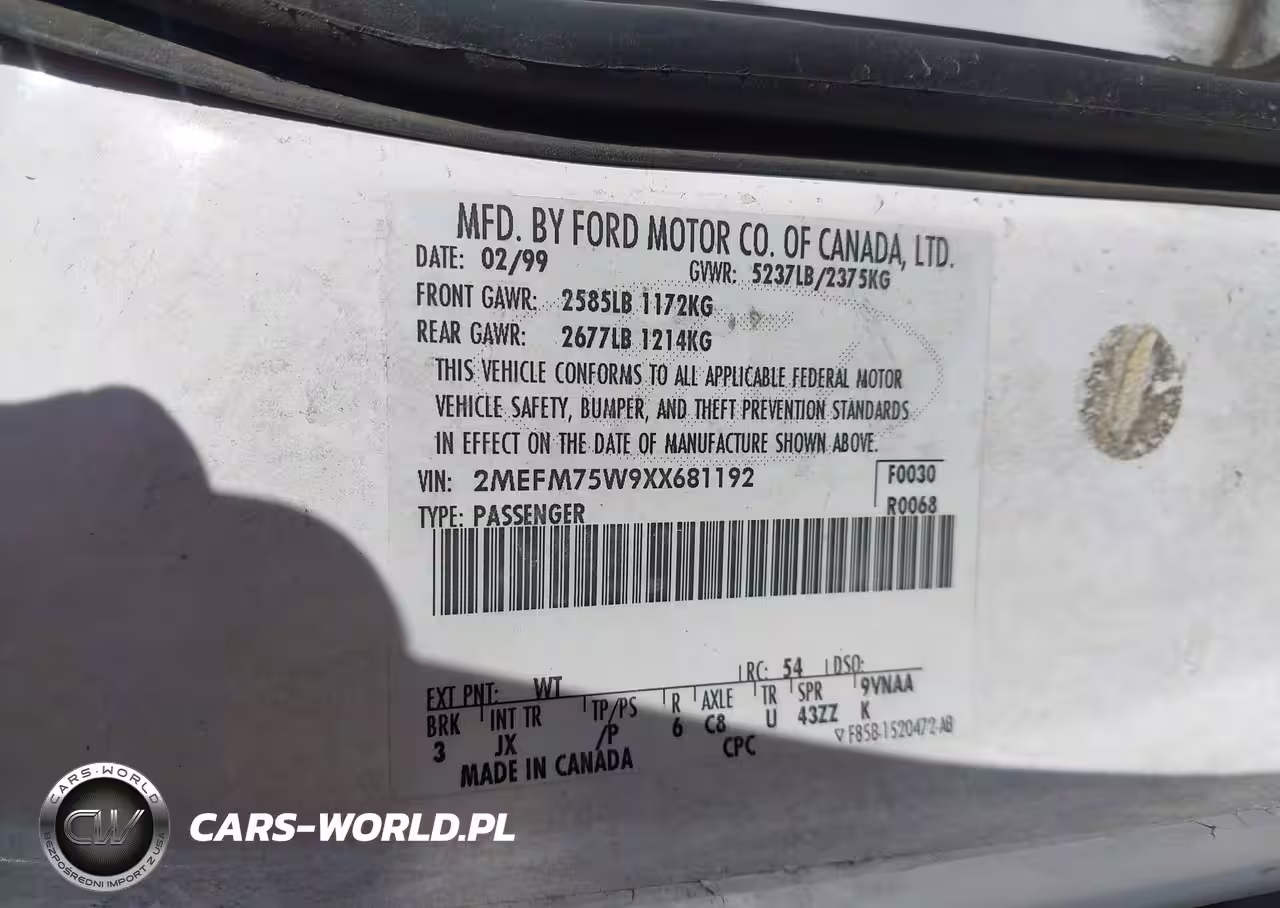 MFD. BY FORD MOTOR CO. OF CANADA, LTD.
DATE: 02/99 GVWR: 5237LB/2375KG
FRONT GAWR: 2585LB 1172KG
REAR GAWR: 2677LB 1214KG
THIS VEHICLE CONFORMS TO ALL APPLICABLE FEDERAL MOTOR
VEHICLE SAFETY, BUMPER, AND THEFT PREVENTION STANDARDS
IN EFFECT ON THE DATE OF MANUFACTURE SHOWN ABOVE.
VIN: 2MEFM75W9XX681192 F0030
TYPE: PASSENGER R0068
EXT PNT: WT RC: 54 DSO:
BRK INT TR TP/PS R AXLE TR SPR 9VNAA
3 JX /P 6 C8 U 43ZZ K
CPC F85B-1520472-AB
MADE IN CANADA
CARS-WORLD
CW
BEZPOŚREDNI IMPORT Z USA
CARS-WORLD.PL